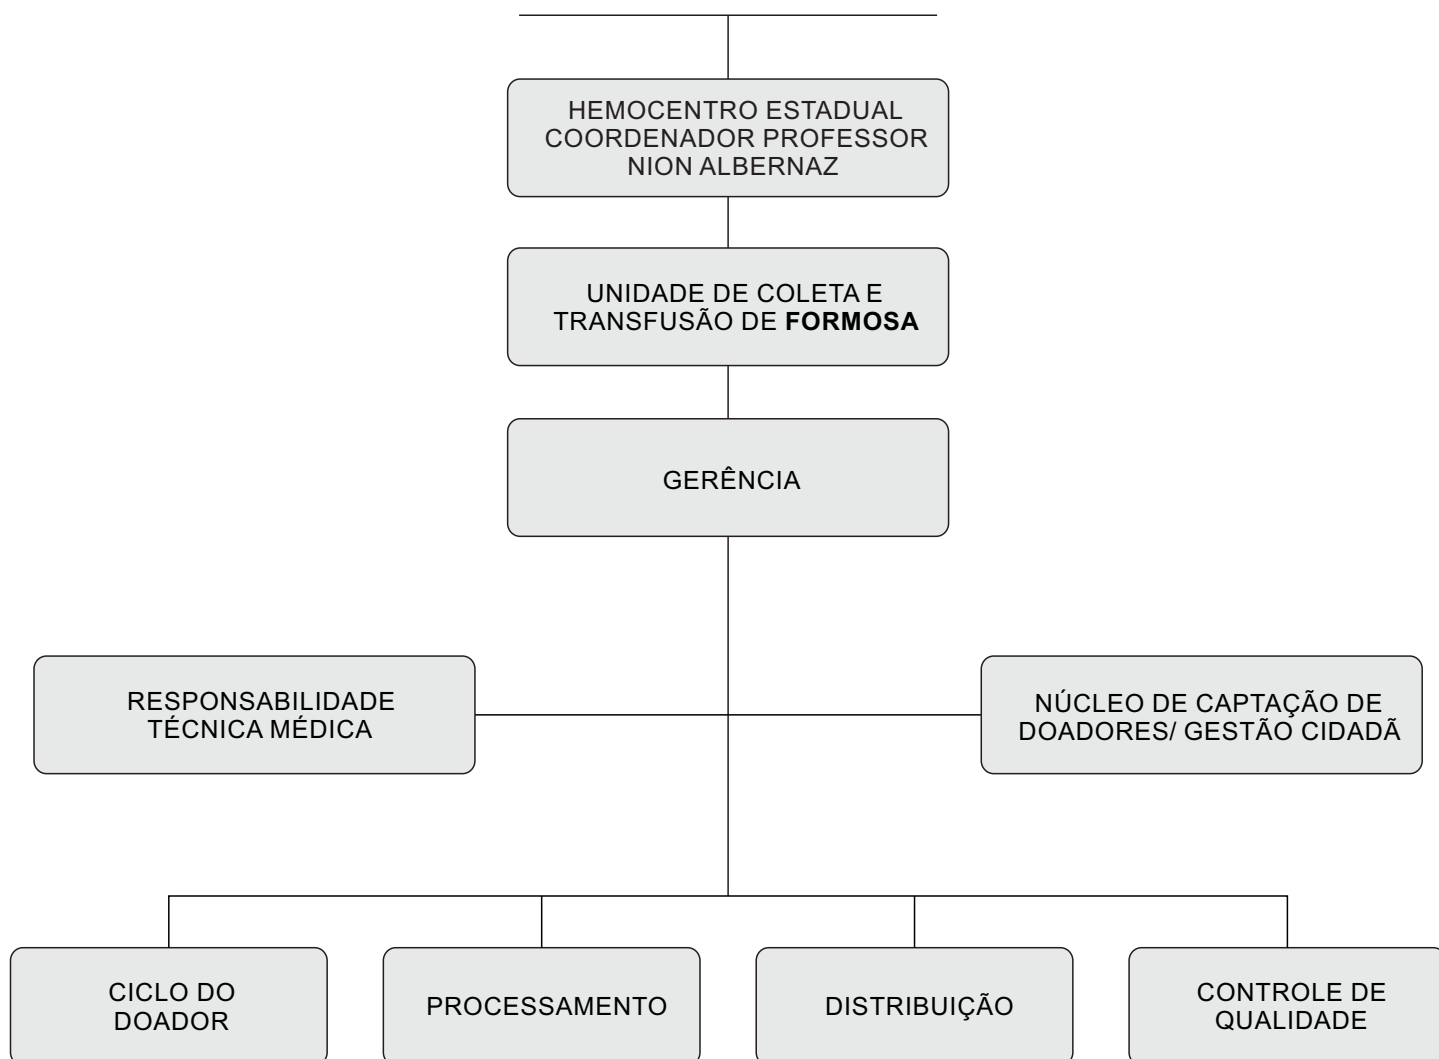 HEMOCENTRO ESTADUAL
COORDENADOR PROFESSOR
NION ALBERNAZ
UNIDADE DE COLETA E
TRANSFUSÃO DE FORMOSA
GERÊNCIA
RESPONSABILIDADE
TÉCNICA MÉDICA
NÚCLEO DE CAPTAÇÃO DE
DOADORES/ GESTÃO CIDADÃ
CICLO DO
DOADOR
PROCESSAMENTO
DISTRIBUIÇÃO
CONTROLE DE
QUALIDADE